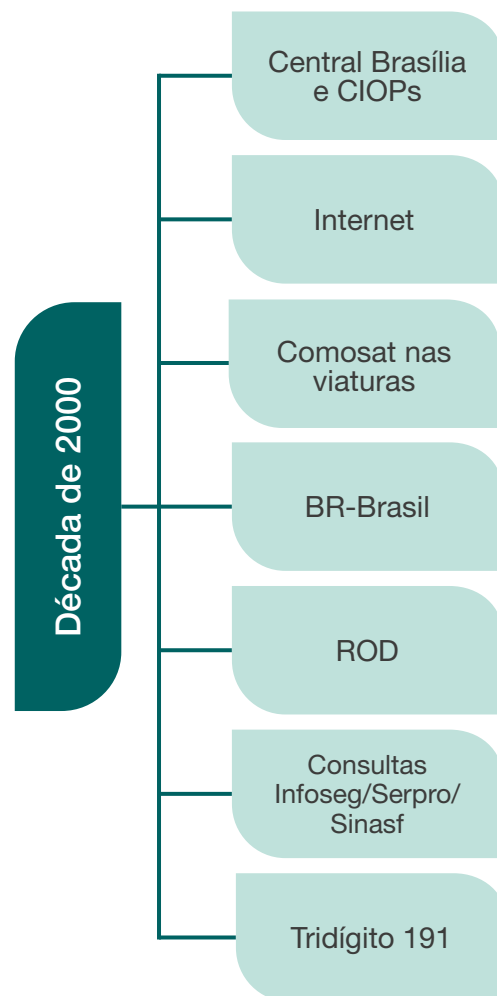 Década de 2000
Central Brasília
e CIOPs
Internet
Comosat nas
viaturas
BR-Brasil
ROD
Consultas
Infoseg/Serpro/
Sinasf
Tridígito 191